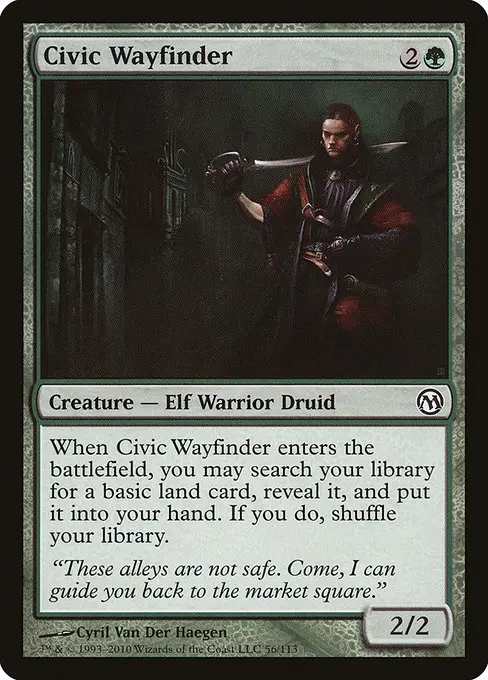 Civic Wayfinder 2
Creature — Elf Warrior Druid
When Civic Wayfinder enters the
battlefield, you may search your library
for a basic land card, reveal it, and put
it into your hand. If you do, shuffle
your library.
“These alleys are not safe. Come, I can
guide you back to the market square.”
2/2
Cyril Van Der Haegen
™ & © 1993–2010 Wizards of the Coast LLC 56/113